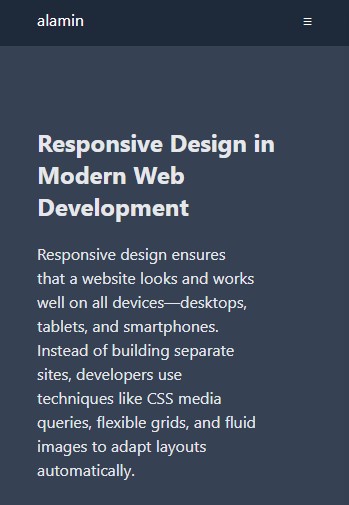 alamin ☰
Responsive Design in
Modern Web
Development
Responsive design ensures
that a website looks and works
well on all devices—desktops,
tablets, and smartphones.
Instead of building separate
sites, developers use
techniques like CSS media
queries, flexible grids, and fluid
images to adapt layouts
automatically.